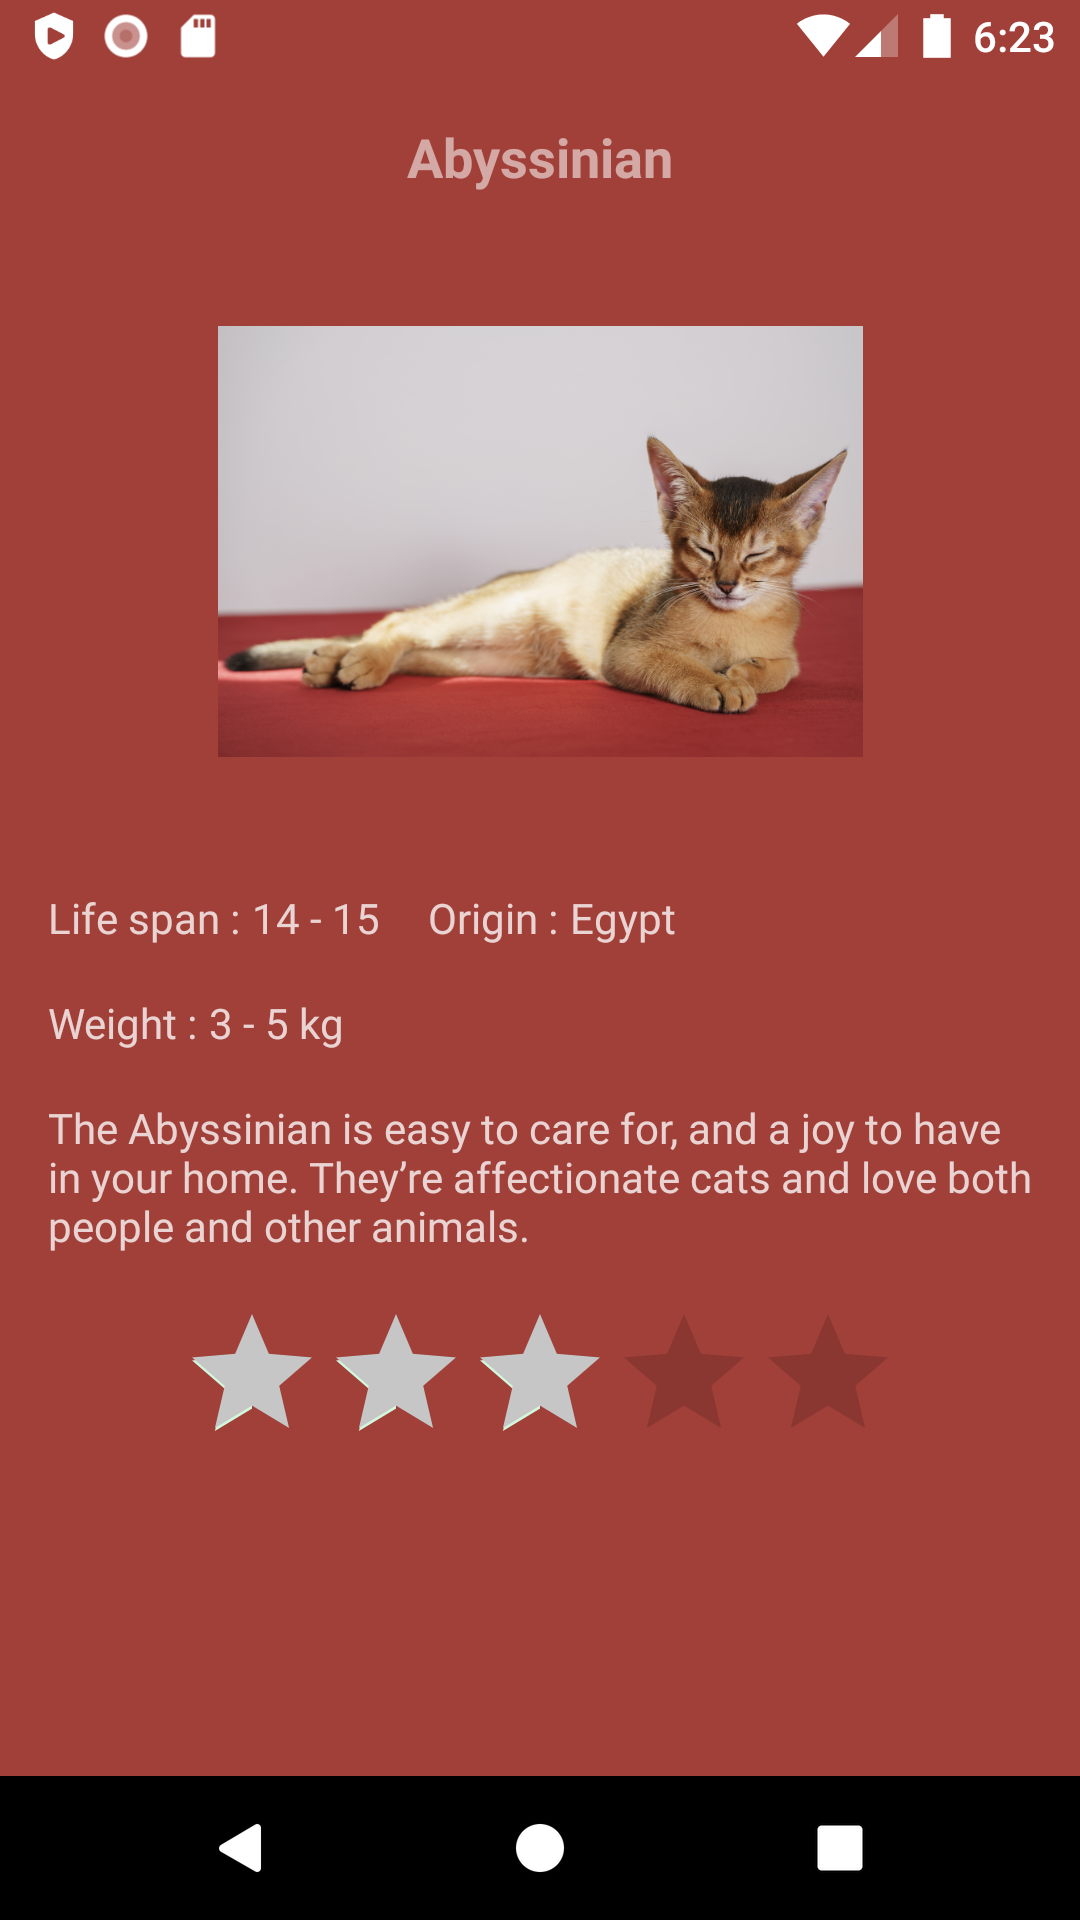 6:23
Abyssinian
Life span : 14 - 15 Origin : Egypt
Weight : 3 - 5 kg
The Abyssinian is easy to care for, and a joy to have
in your home. They’re affectionate cats and love both
people and other animals.